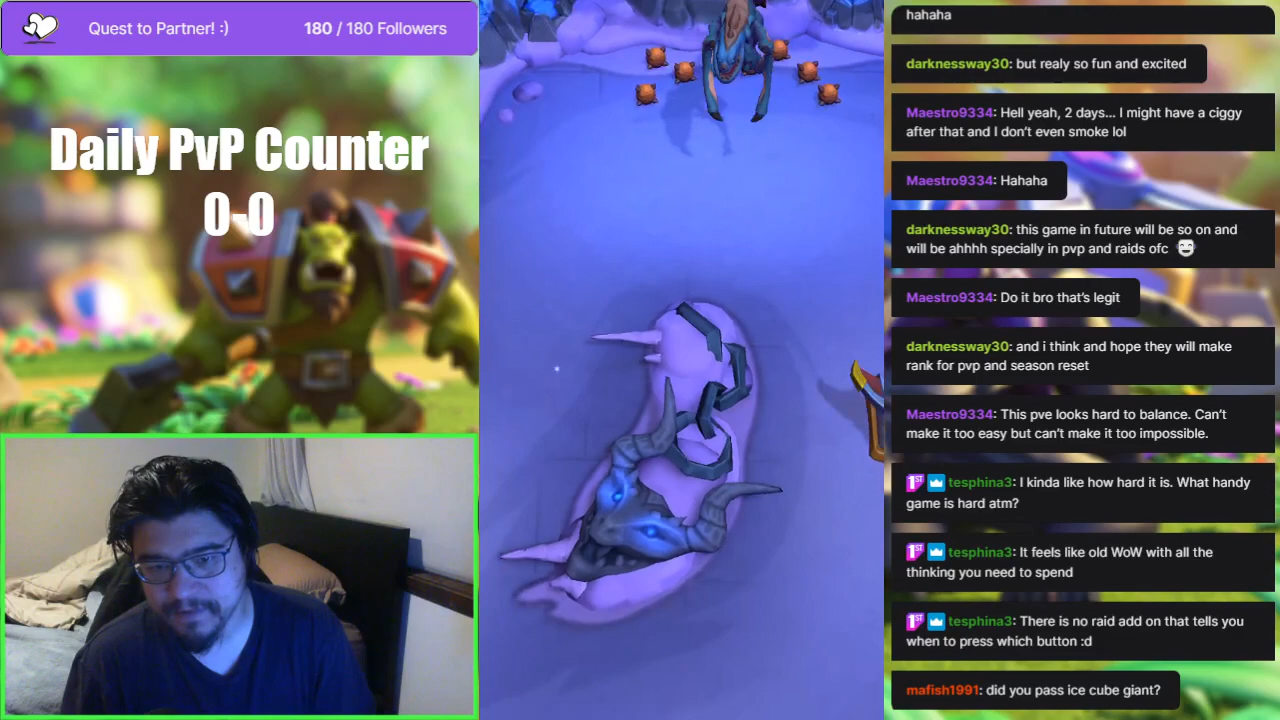 Quest to Partner! :)
180 / 180 Followers
Daily PvP Counter
0-0
hahaha
darknessway30: but realy so fun and excited
Maestro9334: Hell yeah, 2 days... I might have a ciggy
after that and I don't even smoke lol
Maestro9334: Hahaha
darknessway30: this game in future will be so on and
will be ahhhh specially in pvp and raids ofc
Maestro9334: Do it bro that's legit
darknessway30: and i think and hope they will make
rank for pvp and season reset
Maestro9334: This pve looks hard to balance. Can't
make it too easy but can't make it too impossible.
1ST tesphina3: I kinda like how hard it is. What handy
game is hard atm?
1ST tesphina3: It feels like old WoW with all the
thinking you need to spend
1ST tesphina3: There is no raid add on that tells you
when to press which button :d
mafish1991: did you pass ice cube giant?